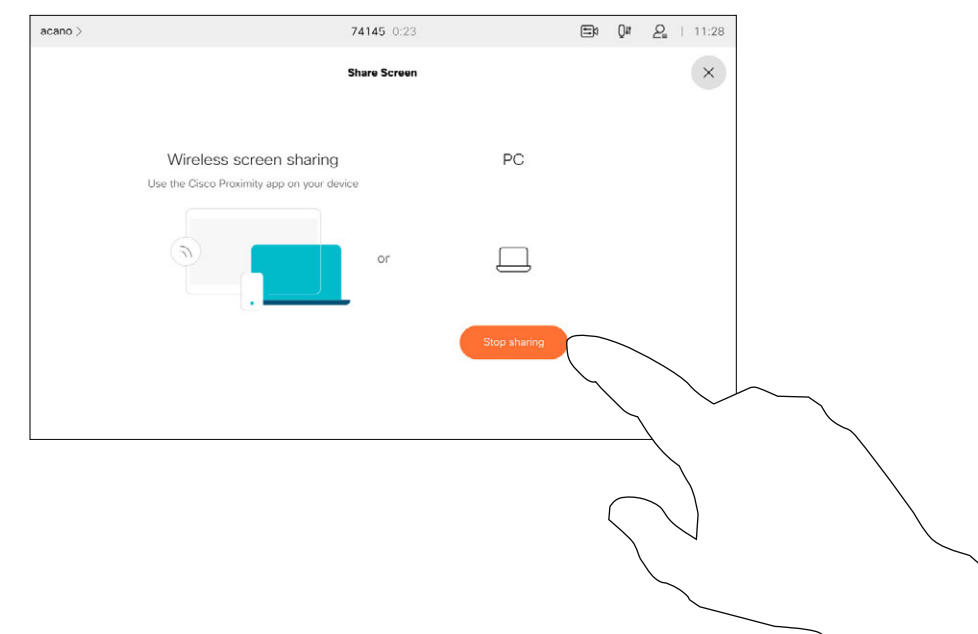 acano >
74145 0:23
11:28
Share Screen
Wireless screen sharing
Use the Cisco Proximity app on your device
or
PC
Stop sharing